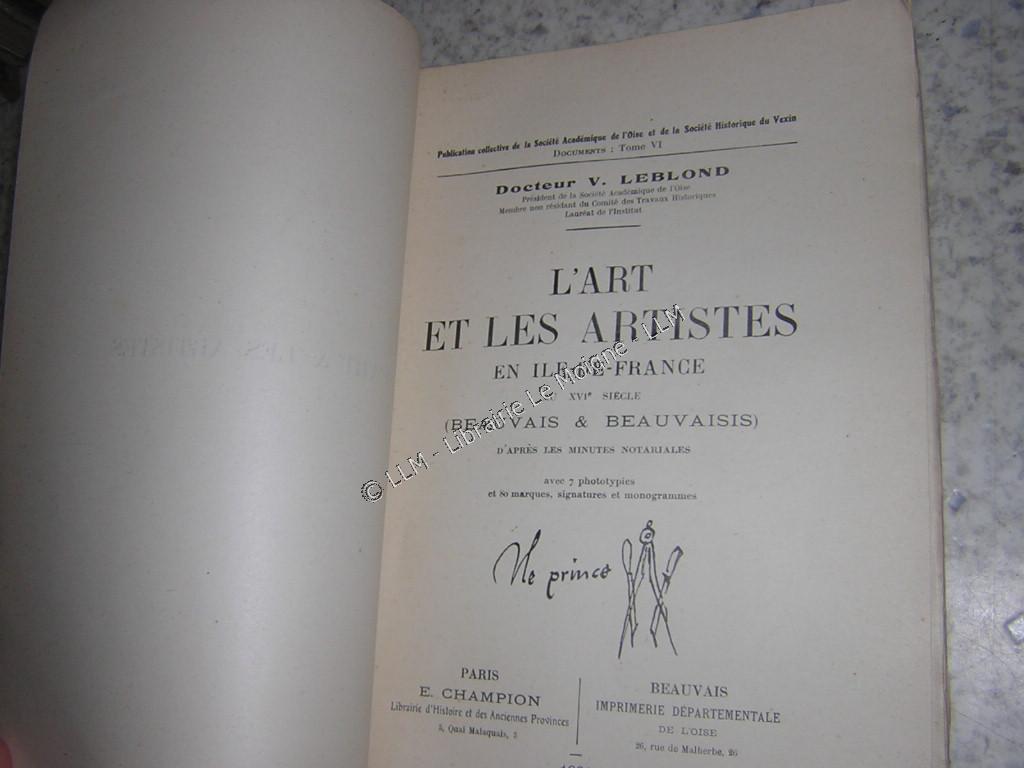 Publication collective de la Société Académique de l'Oise et de la Société Historique du Vexin
DOCUMENTS : Tome VI
Docteur V. LEBLOND
Président de la Société Académique de l'Oise
Membre non résidant du Comité des Travaux Historiques
Lauréat de l'Institut
L'ART
ET LES ARTISTES
EN ILE-DE-FRANCE
XVIe SIÈCLE
(BEAUVAIS & BEAUVAISIS)
D'APRÈS LES MINUTES NOTARIALES
avec 7 phototypies
et 80 marques, signatures et monogrammes
prince
PARIS
E. CHAMPION
Librairie d'Histoire et des Anciennes Provinces
5, Quai Malaquais, 5
BEAUVAIS
IMPRIMERIE DÉPARTEMENTALE
DE L'OISE
26, rue de Malherbe, 26
© LLM - Librairie Le Moigne - LLM